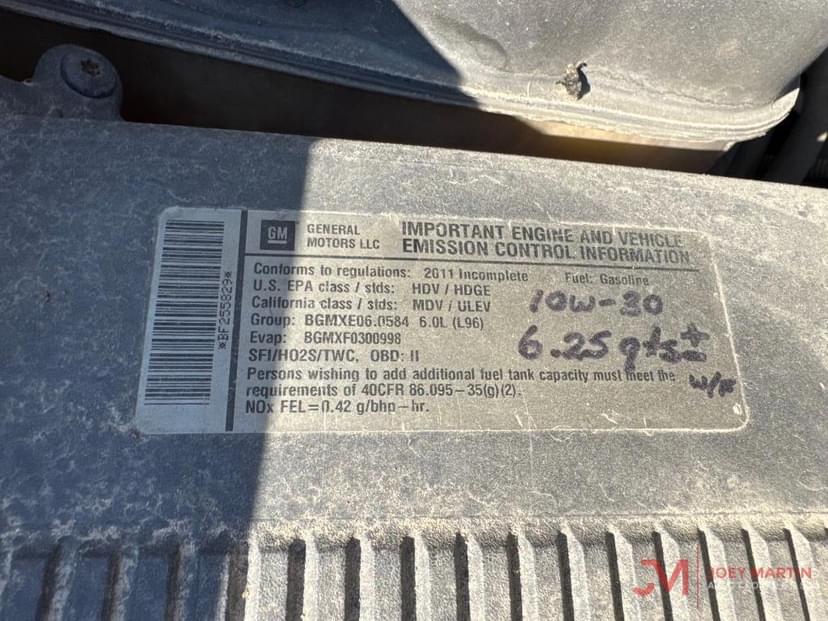 GM GENERAL MOTORS LLC
IMPORTANT ENGINE AND VEHICLE
EMISSION CONTROL INFORMATION
*BF255829*
Conforms to regulations: 2011 Incomplete Fuel: Gasoline
U.S. EPA class / stds: HDV / HDGE
California class / stds: MDV / ULEV
10W-30
Group: BGMXE06.0584 6.0L (L96)
Evap: BGMXF0300998
6.25 qts ±
SFI/HO2S/TWC, OBD: II
Persons wishing to add additional fuel tank capacity must meet the
requirements of 40CFR 86.095-35(g)(2).
W/F
NOx FEL=0.42 g/bhp-hr.
JM JOEY MARTIN